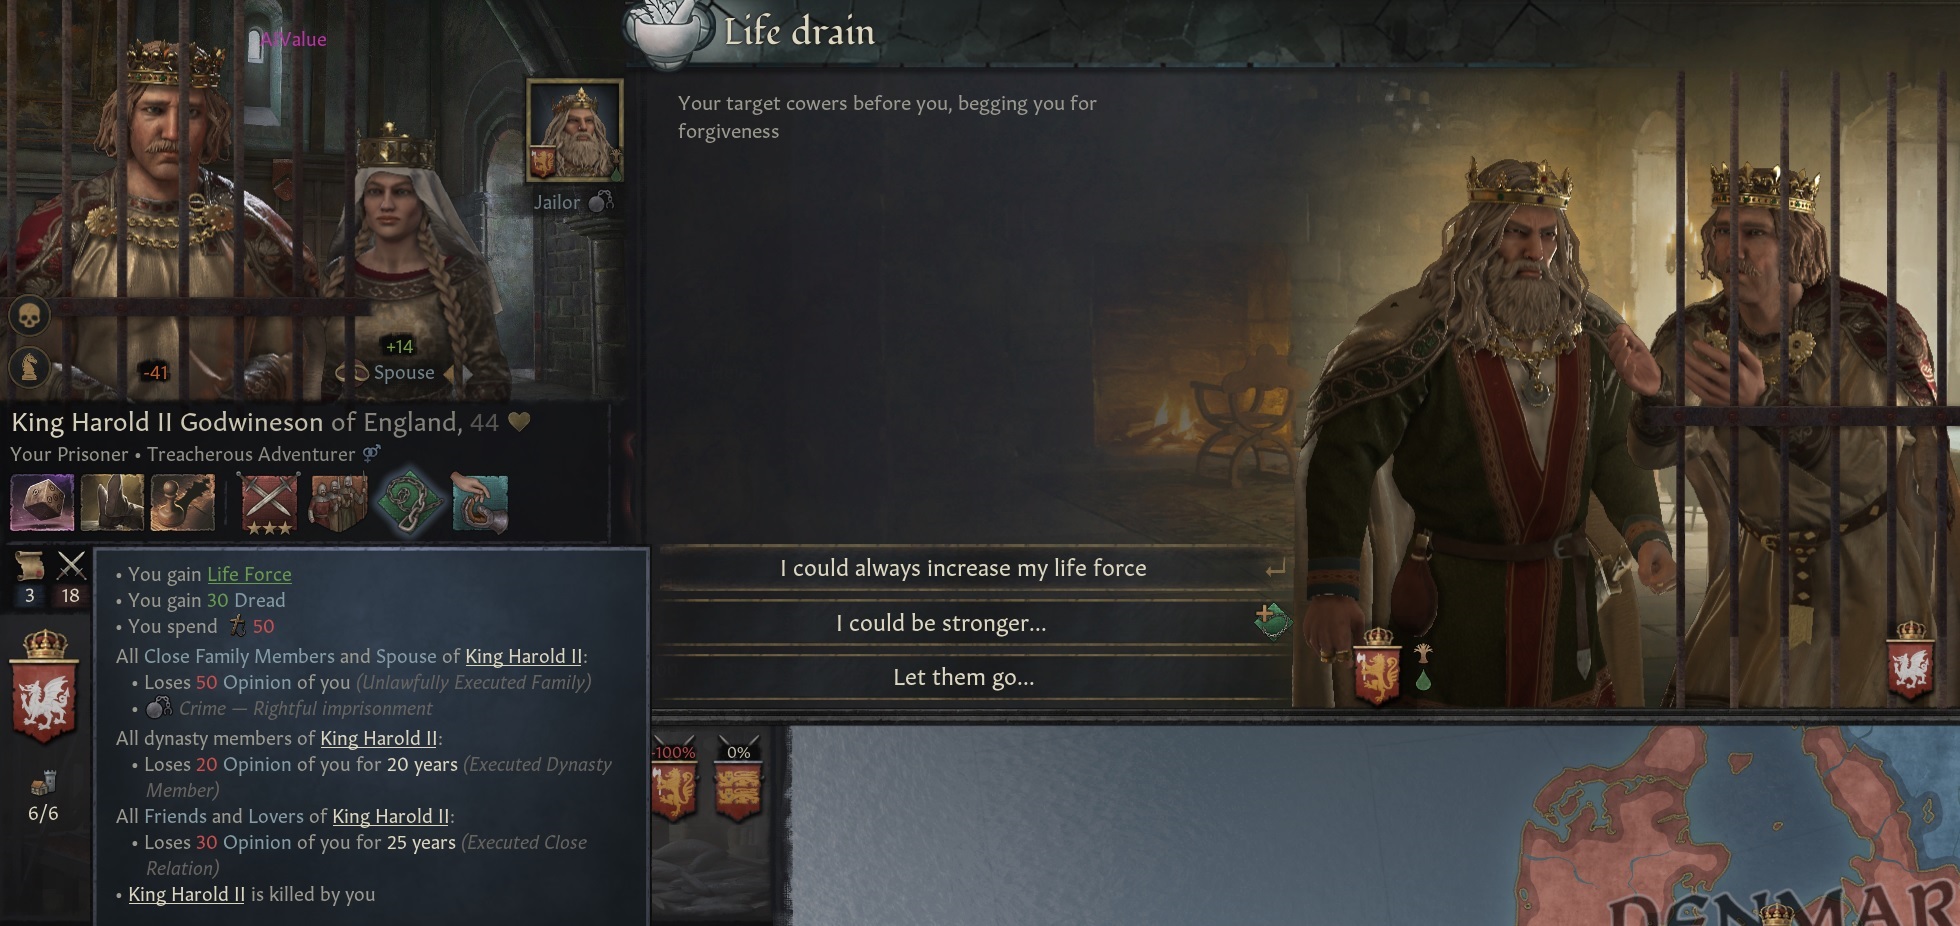 AIValue
Life drain
Your target cowers before you, begging you for
forgiveness
Jailor
-41
+14
Spouse
King Harold II Godwineson of England, 44
Your Prisoner • Treacherous Adventurer
3
18
6/6
• You gain Life Force
• You gain 30 Dread
• You spend 50
All Close Family Members and Spouse of King Harold II:
• Loses 50 Opinion of you (Unlawfully Executed Family)
• Crime — Rightful imprisonment
All dynasty members of King Harold II:
• Loses 20 Opinion of you for 20 years (Executed Dynasty
Member)
All Friends and Lovers of King Harold II:
• Loses 30 Opinion of you for 25 years (Executed Close
Relation)
• King Harold II is killed by you
I could always increase my life force
I could be stronger...
Let them go...
-100%
0%
DENMAR